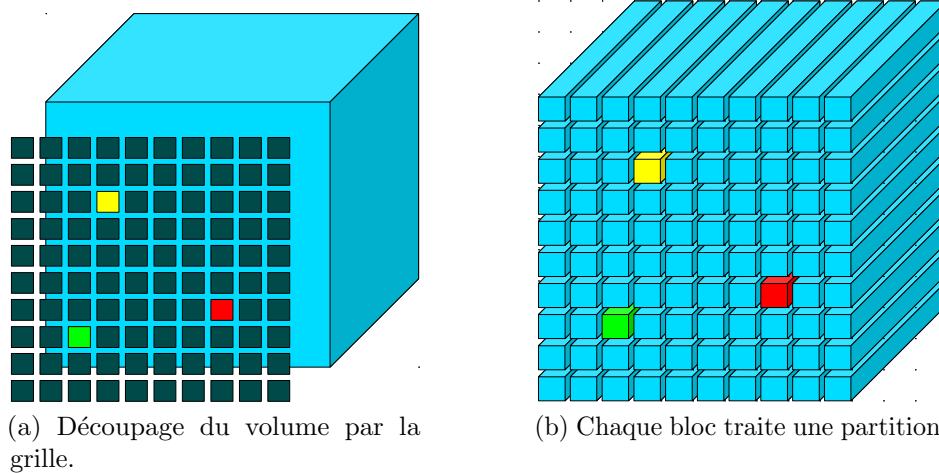 (a) Découpage du volume par la
grille.
(b) Chaque bloc traite une partition